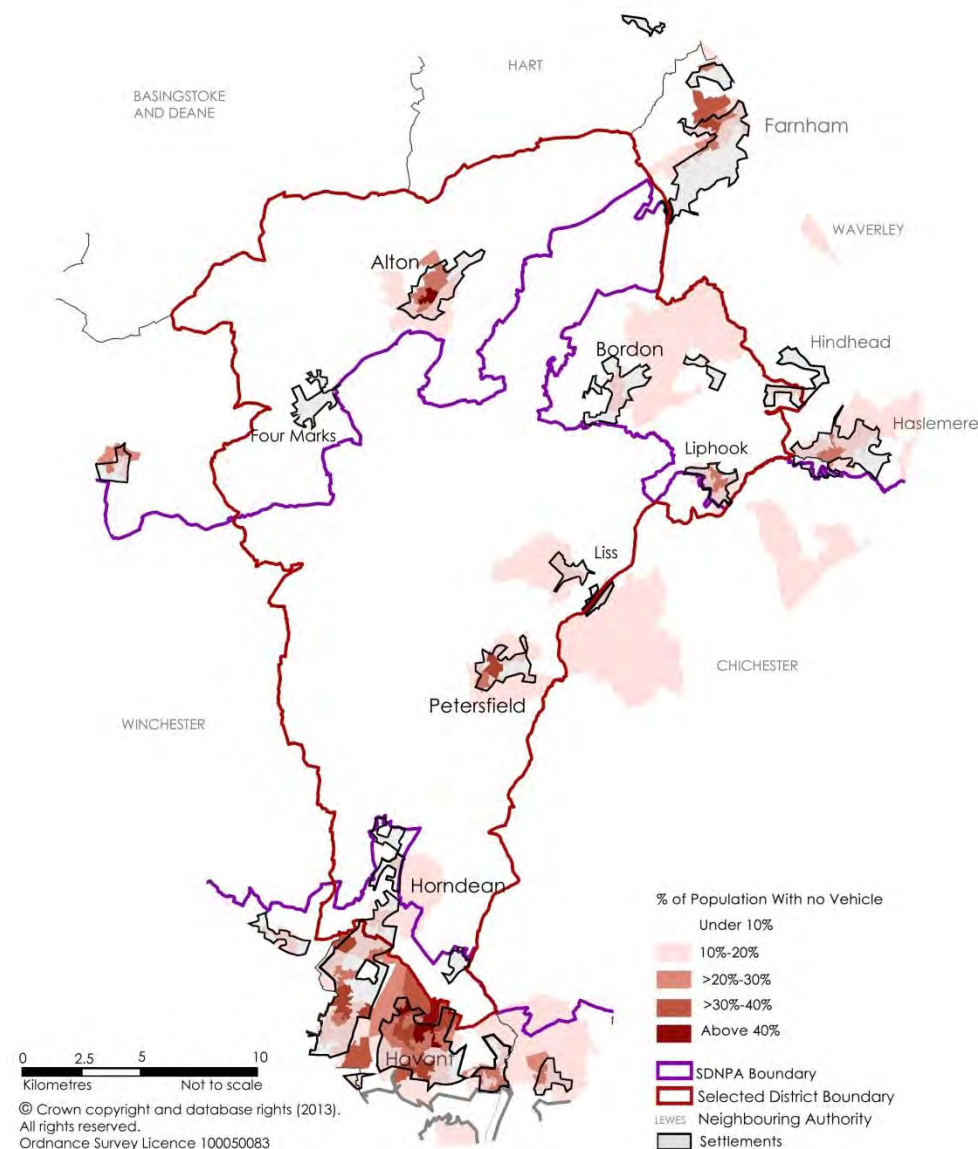 HART
BASINGSTOKE
AND DEANE
Farnham
WAVERLEY
Alton
Hindhead
Bordon
Haslemere
Four Marks
Liphook
Liss
CHICHESTER
Petersfield
WINCHESTER
Horndean
Havant
% of Population With no Vehicle
Under 10%
10%-20%
>20%-30%
>30%-40%
Above 40%
SDNPA Boundary
Selected District Boundary
LEWES Neighbouring Authority
Settlements
0 2.5 5 10
Kilometres Not to scale
© Crown copyright and database rights (2013).
All rights reserved.
Ordnance Survey Licence 100050083